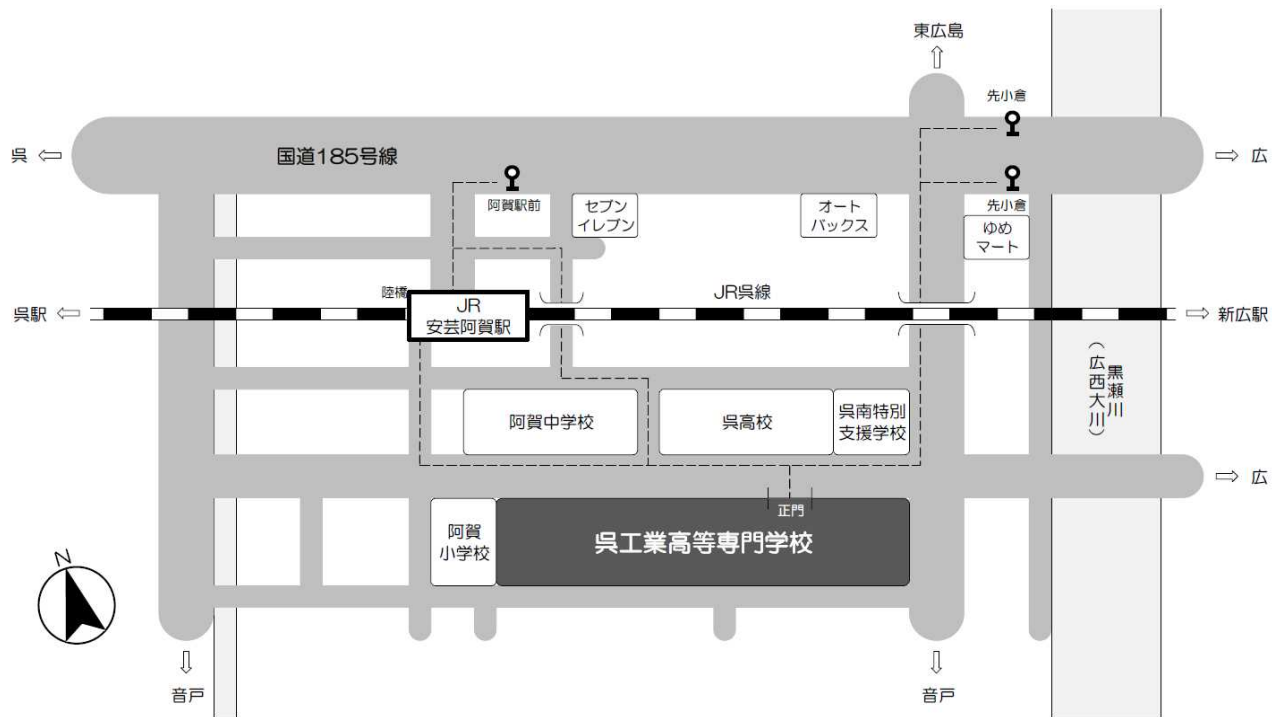 東広島
先小倉
呉
国道185号線
広
阿賀駅前
セブン
イレブン
オート
バックス
先小倉
ゆめ
マート
陸橋
JR
安芸阿賀駅
JR呉線
呉駅
新広駅
黒瀬川
(広西大川)
阿賀中学校
呉高校
呉南特別
支援学校
広
正門
阿賀
小学校
呉工業高等専門学校
N
音戸
音戸